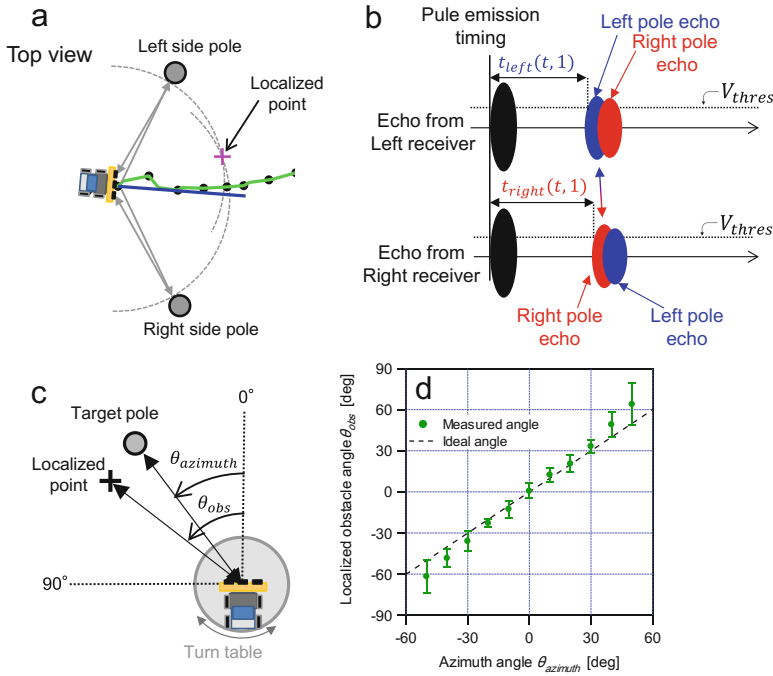 a
Top view
Left side pole
Localized
point
Right side pole
b
Pule emission
timing
Left pole echo
Right pole
echo
t_left(t, 1)
V_thres
Echo from
Left receiver
t_right(t, 1)
V_thres
Echo from
Right receiver
Right pole
echo
Left pole
echo
c
0°
Target pole
Localized
point
θ_azimuth
θ_obs
90°
Turn table
d
Localized obstacle angle θ_obs [deg]
90
60
30
0
-30
-60
-90
Measured angle
Ideal angle
-60 -30 0 30 60
Azimuth angle θ_azimuth [deg]